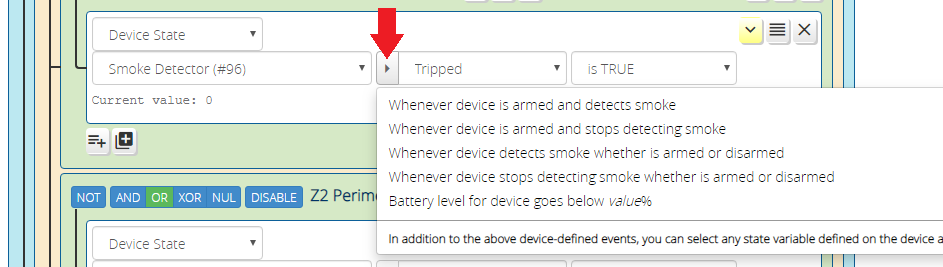 Device State
Smoke Detector (#96) Tripped is TRUE
Current value: 0
Whenever device is armed and detects smoke
Whenever device is armed and stops detecting smoke
Whenever device detects smoke whether is armed or disarmed
Whenever device stops detecting smoke whether is armed or disarmed
Battery level for device goes below value%
In addition to the above device-defined events, you can select any state variable defined on the device a
NOT AND OR XOR NUL DISABLE Z2 Perim
Device State